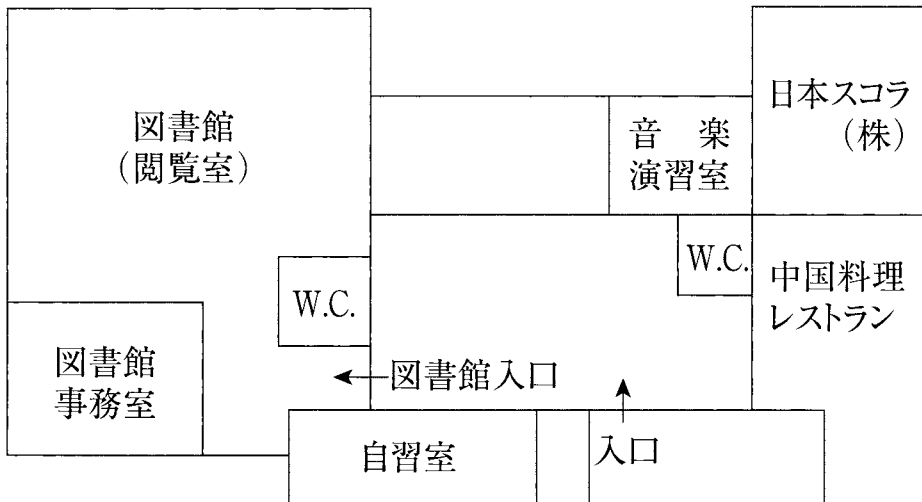 図書館
（閲覧室）
音　楽
演習室
日本スコラ
（株）
W.C.
W.C.
中国料理
レストラン
図書館
事務室
←図書館入口
自習室
入口